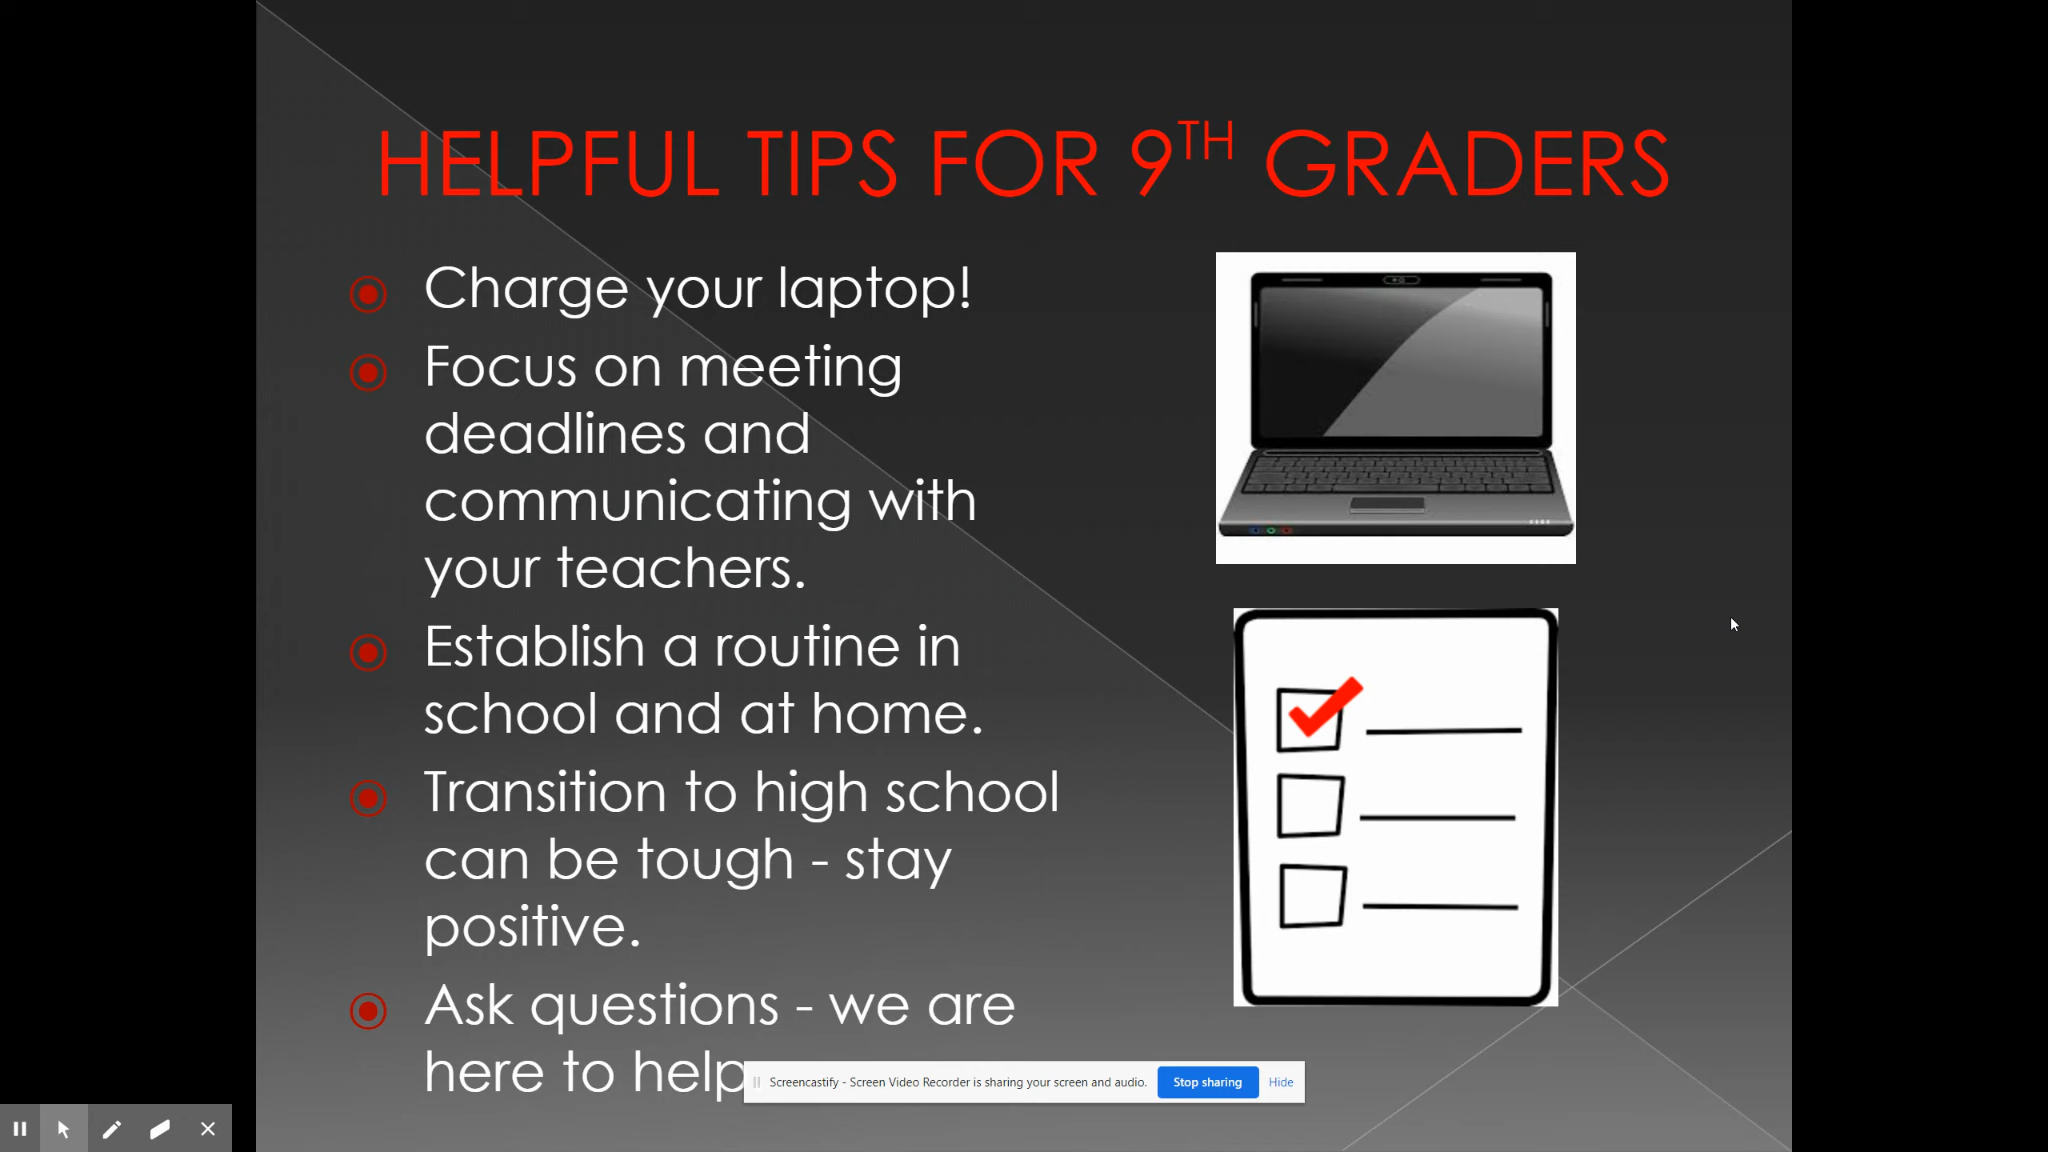 HELPFUL TIPS FOR 9TH GRADERS
Charge your laptop!
Focus on meeting
deadlines and
communicating with
your teachers.
Establish a routine in
school and at home.
Transition to high school
can be tough - stay
positive.
Ask questions - we are
here to help
Screencastify - Screen Video Recorder is sharing your screen and audio. Stop sharing Hide